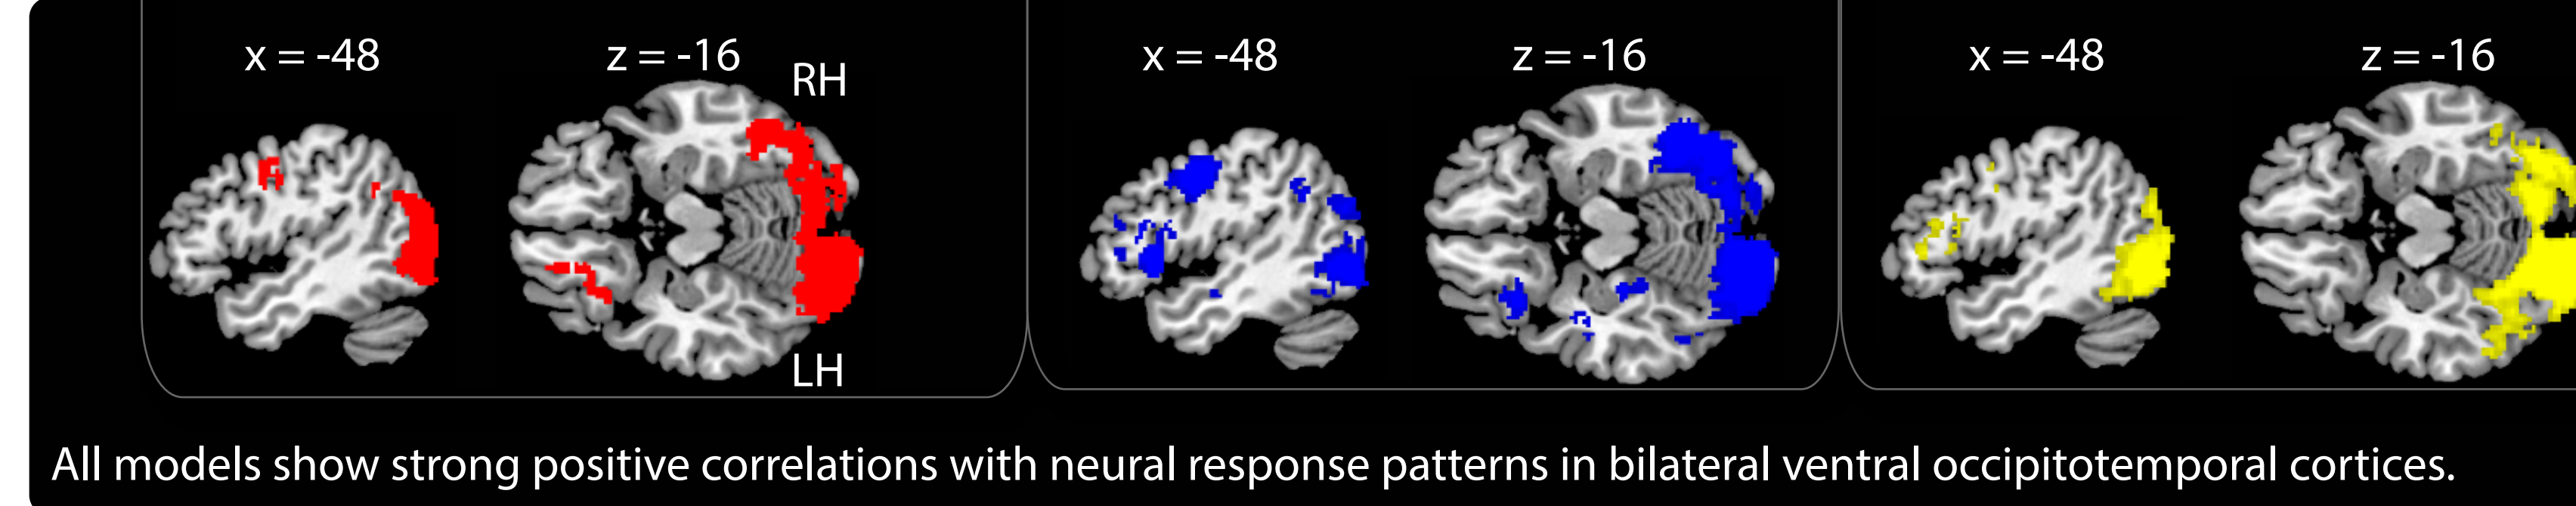 x = -48
z = -16
RH
LH
x = -48
z = -16
x = -48
z = -16
All models show strong positive correlations with neural response patterns in bilateral ventral occipitotemporal cortices.